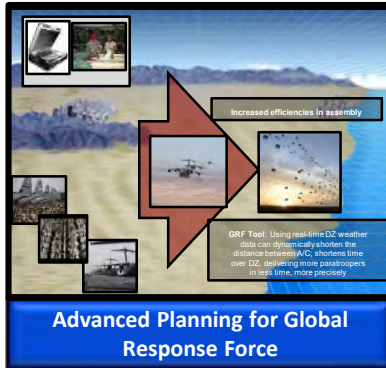 Increased efficiencies in assembly
GRF Tool: Using real-time DZ weather
data can dynamically shorten the
distance between A/C; shortens time
over DZ, delivering more paratroopers
in less time, more precisely
Advanced Planning for Global
Response Force